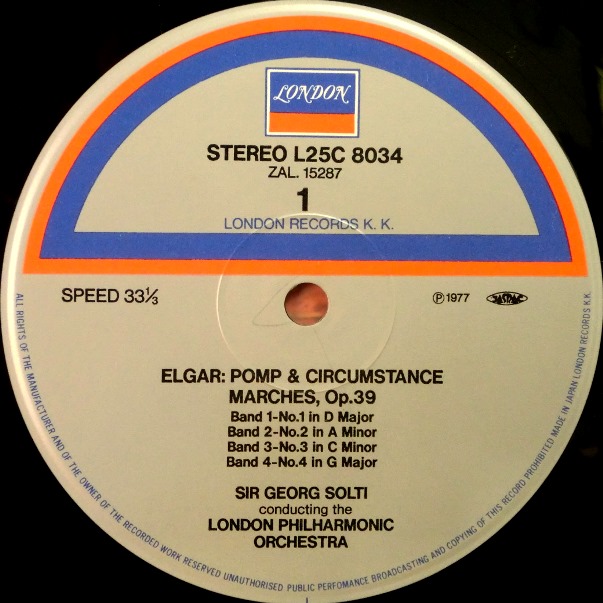 LONDON
STEREO L25C 8034
ZAL. 15287
1
LONDON RECORDS K. K.
SPEED 33⅓
Ⓟ 1977
JASRAC
ELGAR: POMP & CIRCUMSTANCE
MARCHES, Op.39
Band 1-No.1 in D Major
Band 2-No.2 in A Minor
Band 3-No.3 in C Minor
Band 4-No.4 in G Major
SIR GEORG SOLTI
conducting the
LONDON PHILHARMONIC
ORCHESTRA
ALL RIGHTS OF THE MANUFACTURER AND OF THE OWNER OF THE RECORDED WORK RESERVED UNAUTHORISED PUBLIC PERFOMANCE BROADCASTING AND COPYING OF THIS RECORD PROHIBITED MADE IN JAPAN LONDON RECORDS K.K.